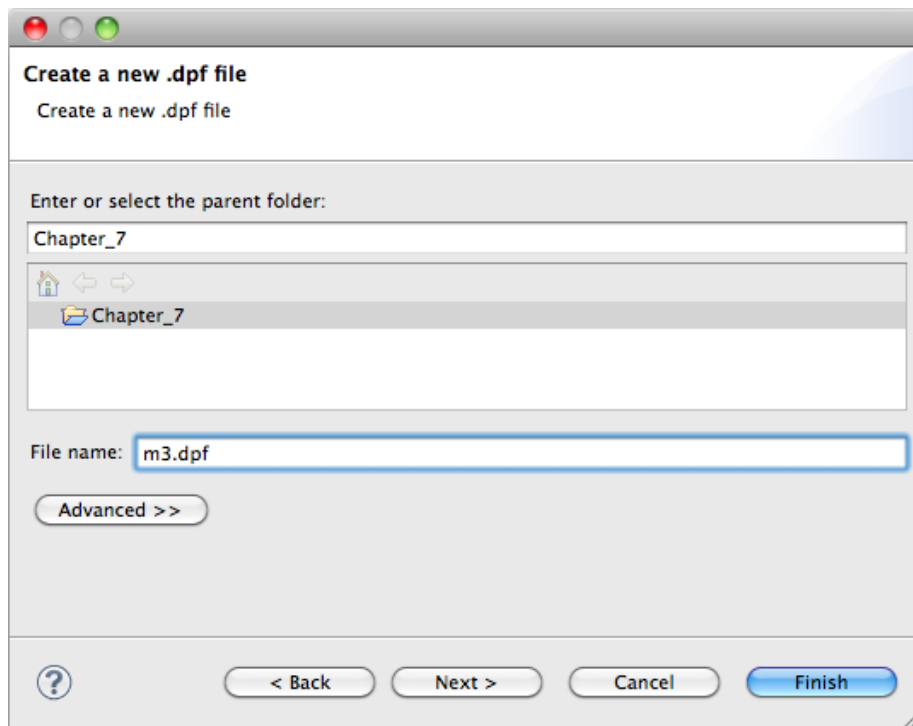 Create a new .dpf file
Create a new .dpf file
Enter or select the parent folder:
Chapter_7
Chapter_7
File name: m3.dpf
Advanced >>
? < Back Next > Cancel Finish